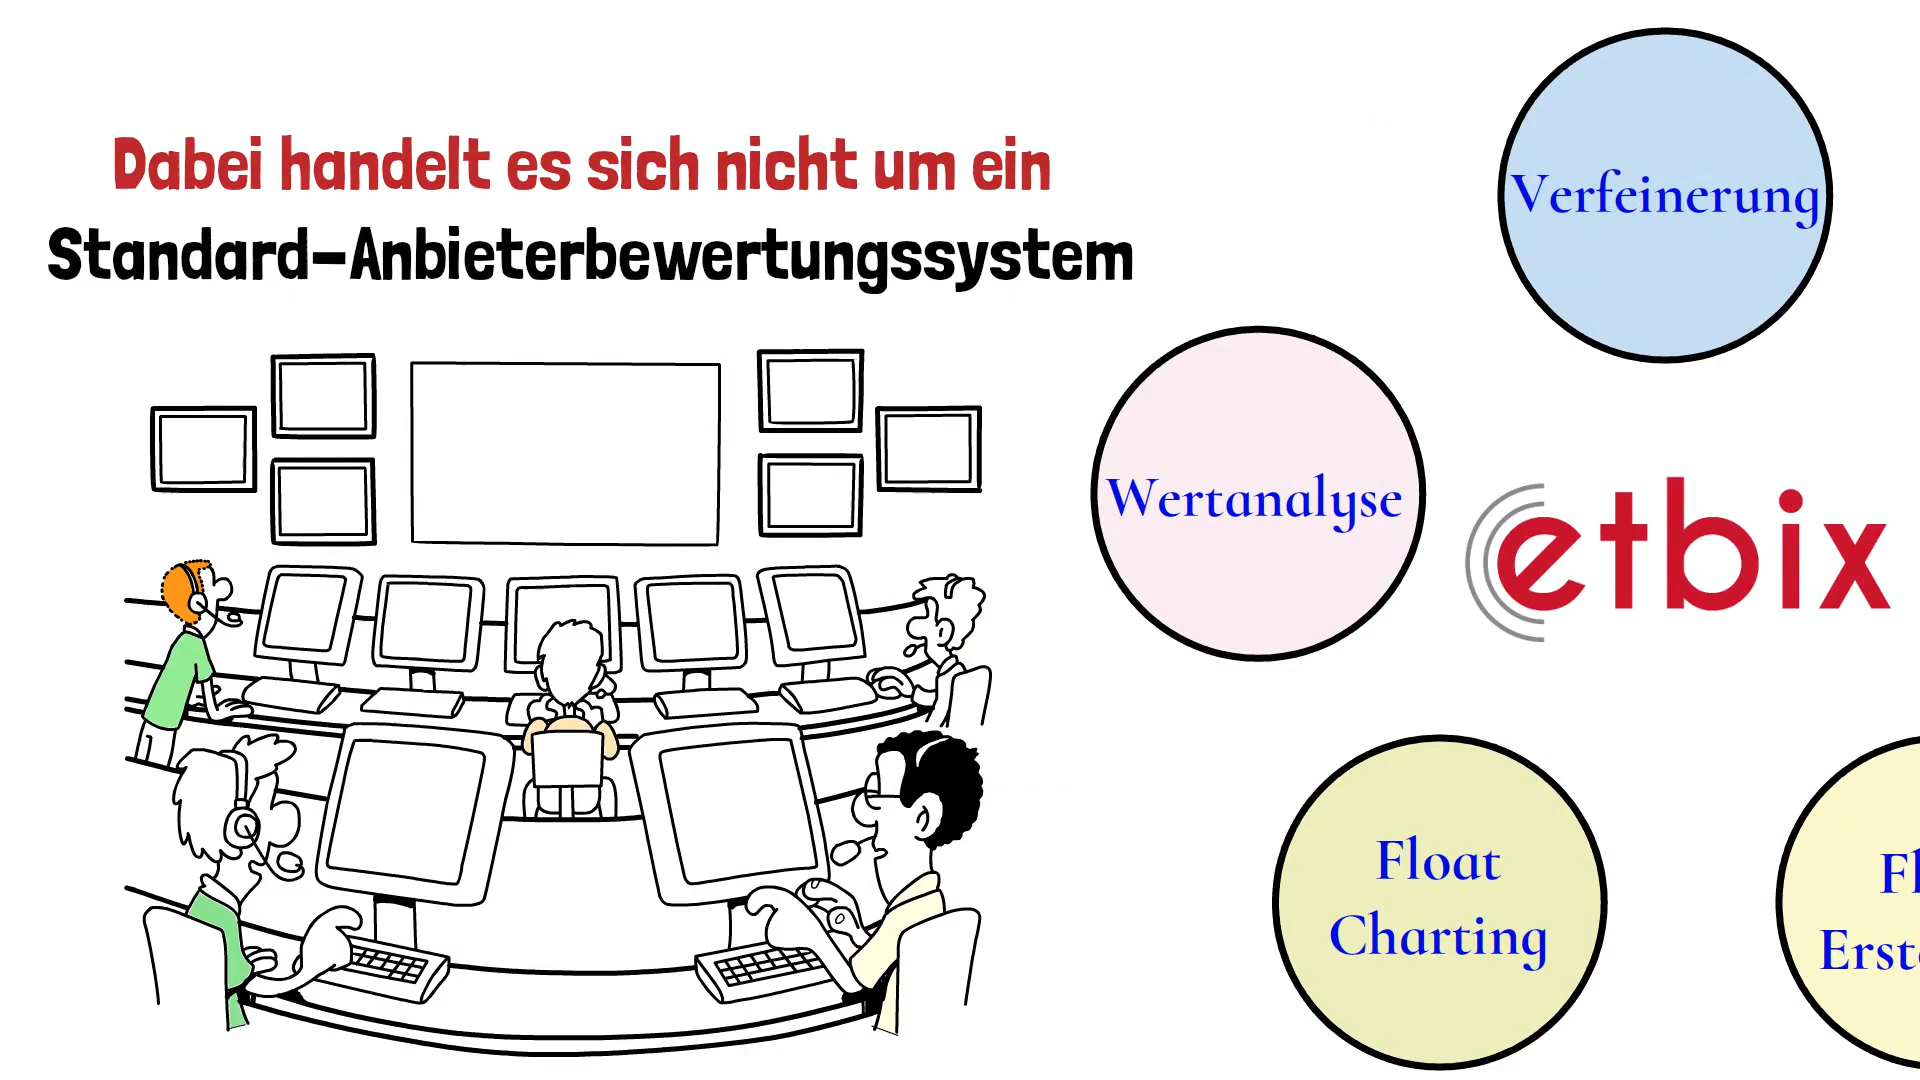 Dabei handelt es sich nicht um ein
Standard-Anbieterbewertungssystem
Verfeinerung
Wertanalyse
etbix
Float
Charting